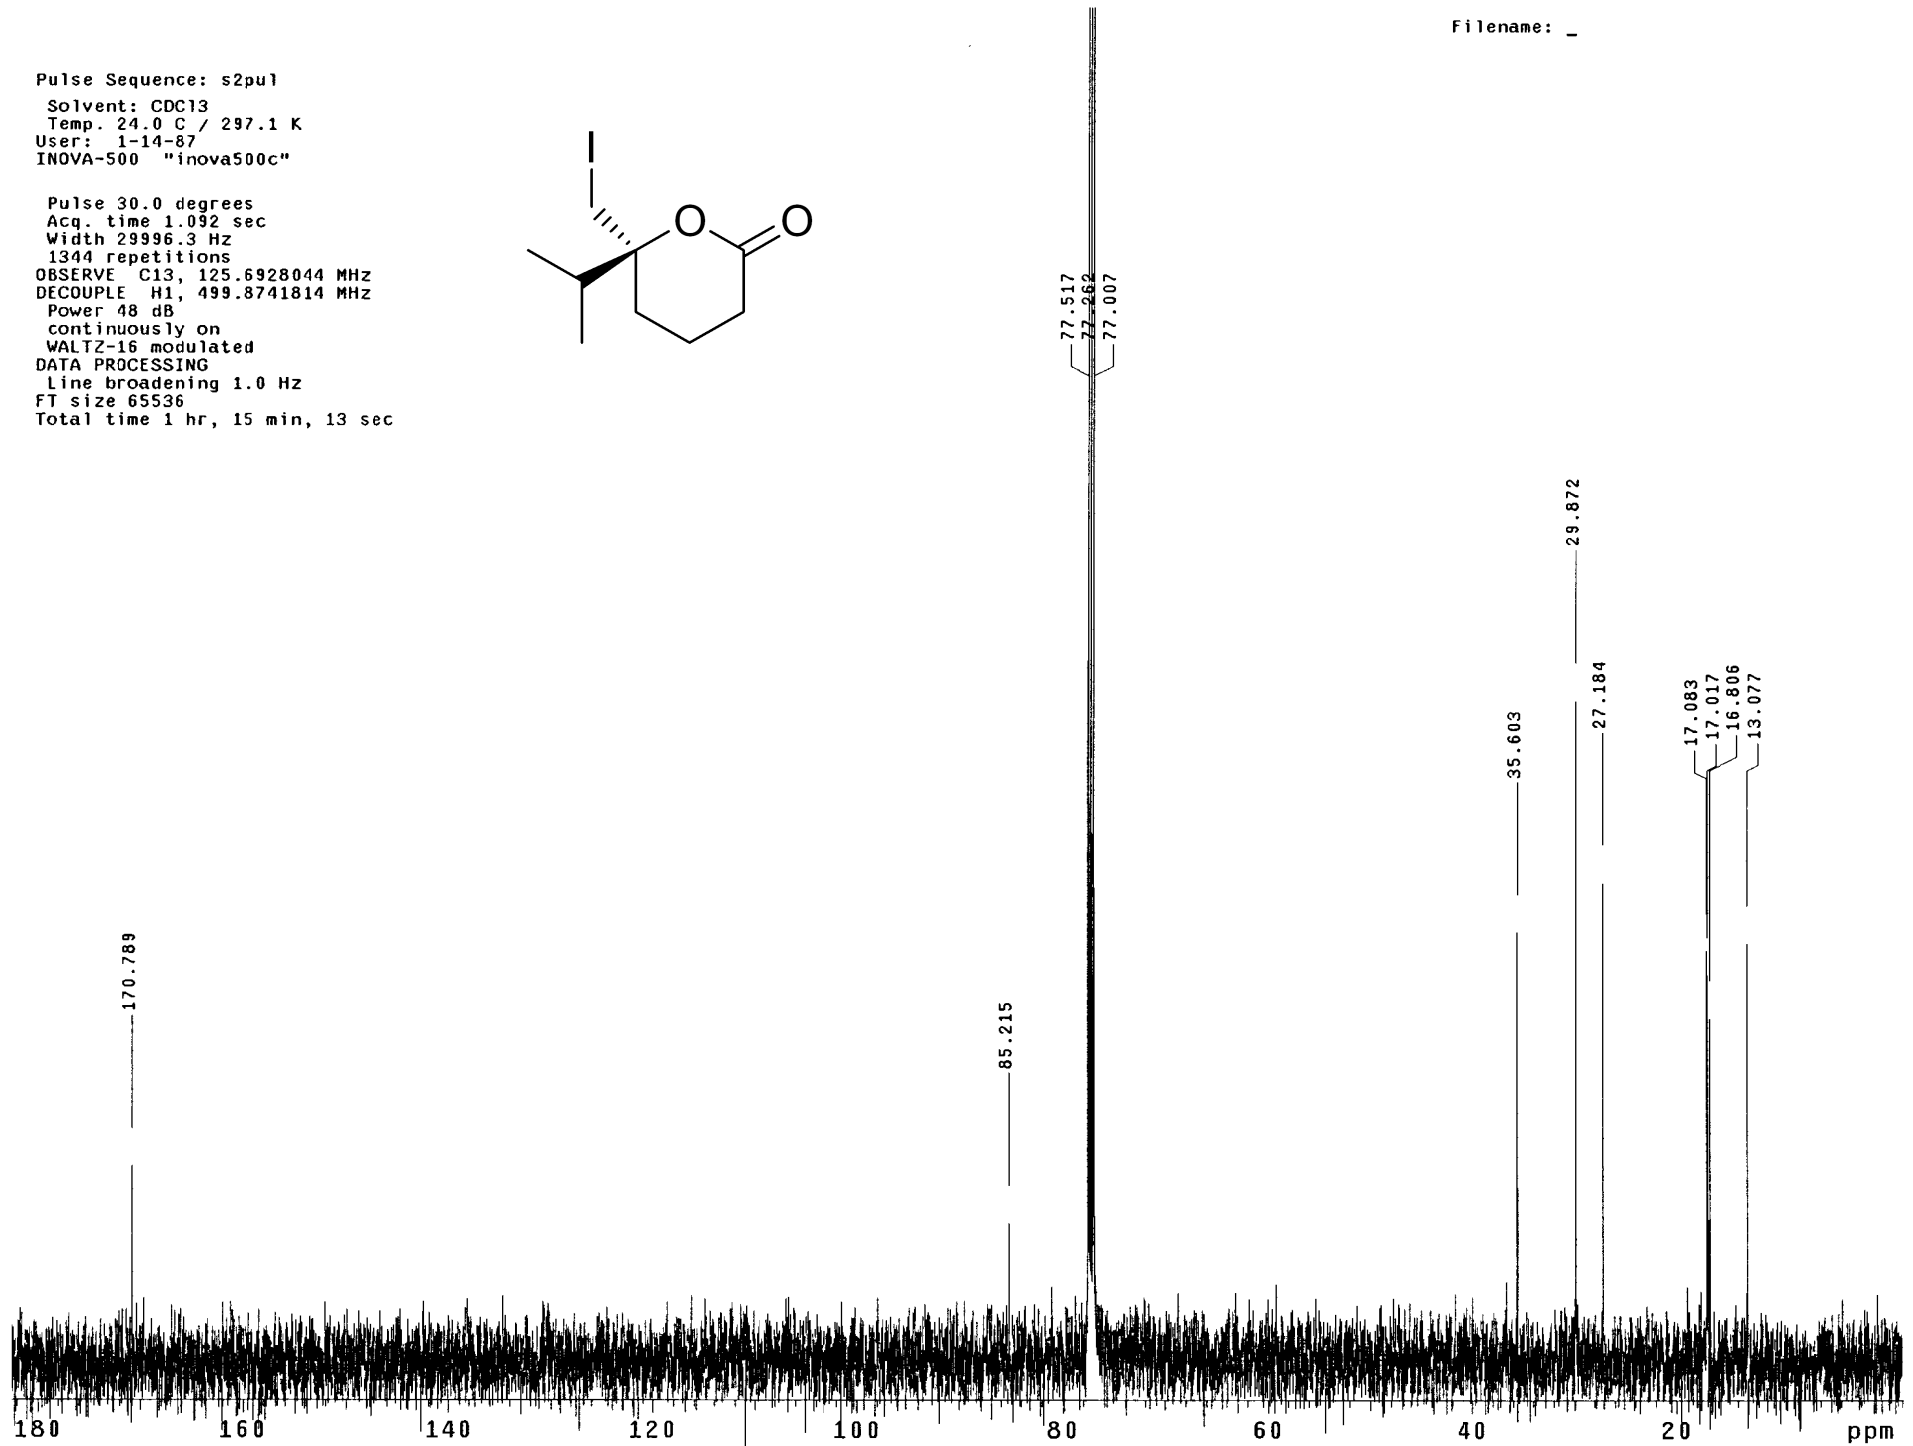 Filename: _
Pulse Sequence: s2pul
Solvent: CDCl3
Temp. 24.0 C / 297.1 K
User: 1-14-87
INOVA-500 "inova500c"
Pulse 30.0 degrees
Acq. time 1.092 sec
Width 29996.3 Hz
1344 repetitions
OBSERVE C13, 125.6928044 MHz
DECOUPLE H1, 499.8741814 MHz
Power 48 dB
continuously on
WALTZ-16 modulated
DATA PROCESSING
Line broadening 1.0 Hz
FT size 65536
Total time 1 hr, 15 min, 13 sec
I
O
O
170.789
85.215
77.517
77.262
77.007
35.603
29.872
27.184
17.083
17.017
16.806
13.077
180 160 140 120 100 80 60 40 20 ppm